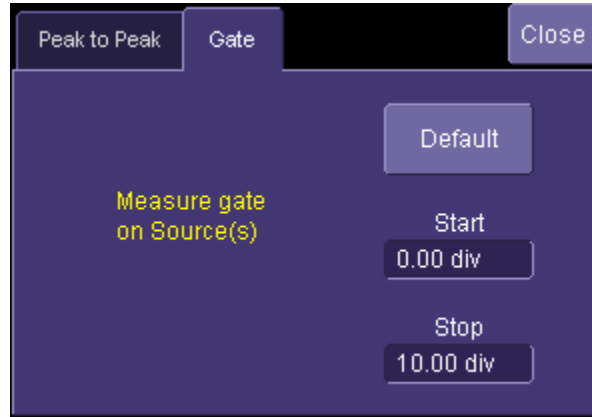 Peak to Peak
Gate
Close
Default
Measure gate
on Source(s)
Start
0.00 div
Stop
10.00 div